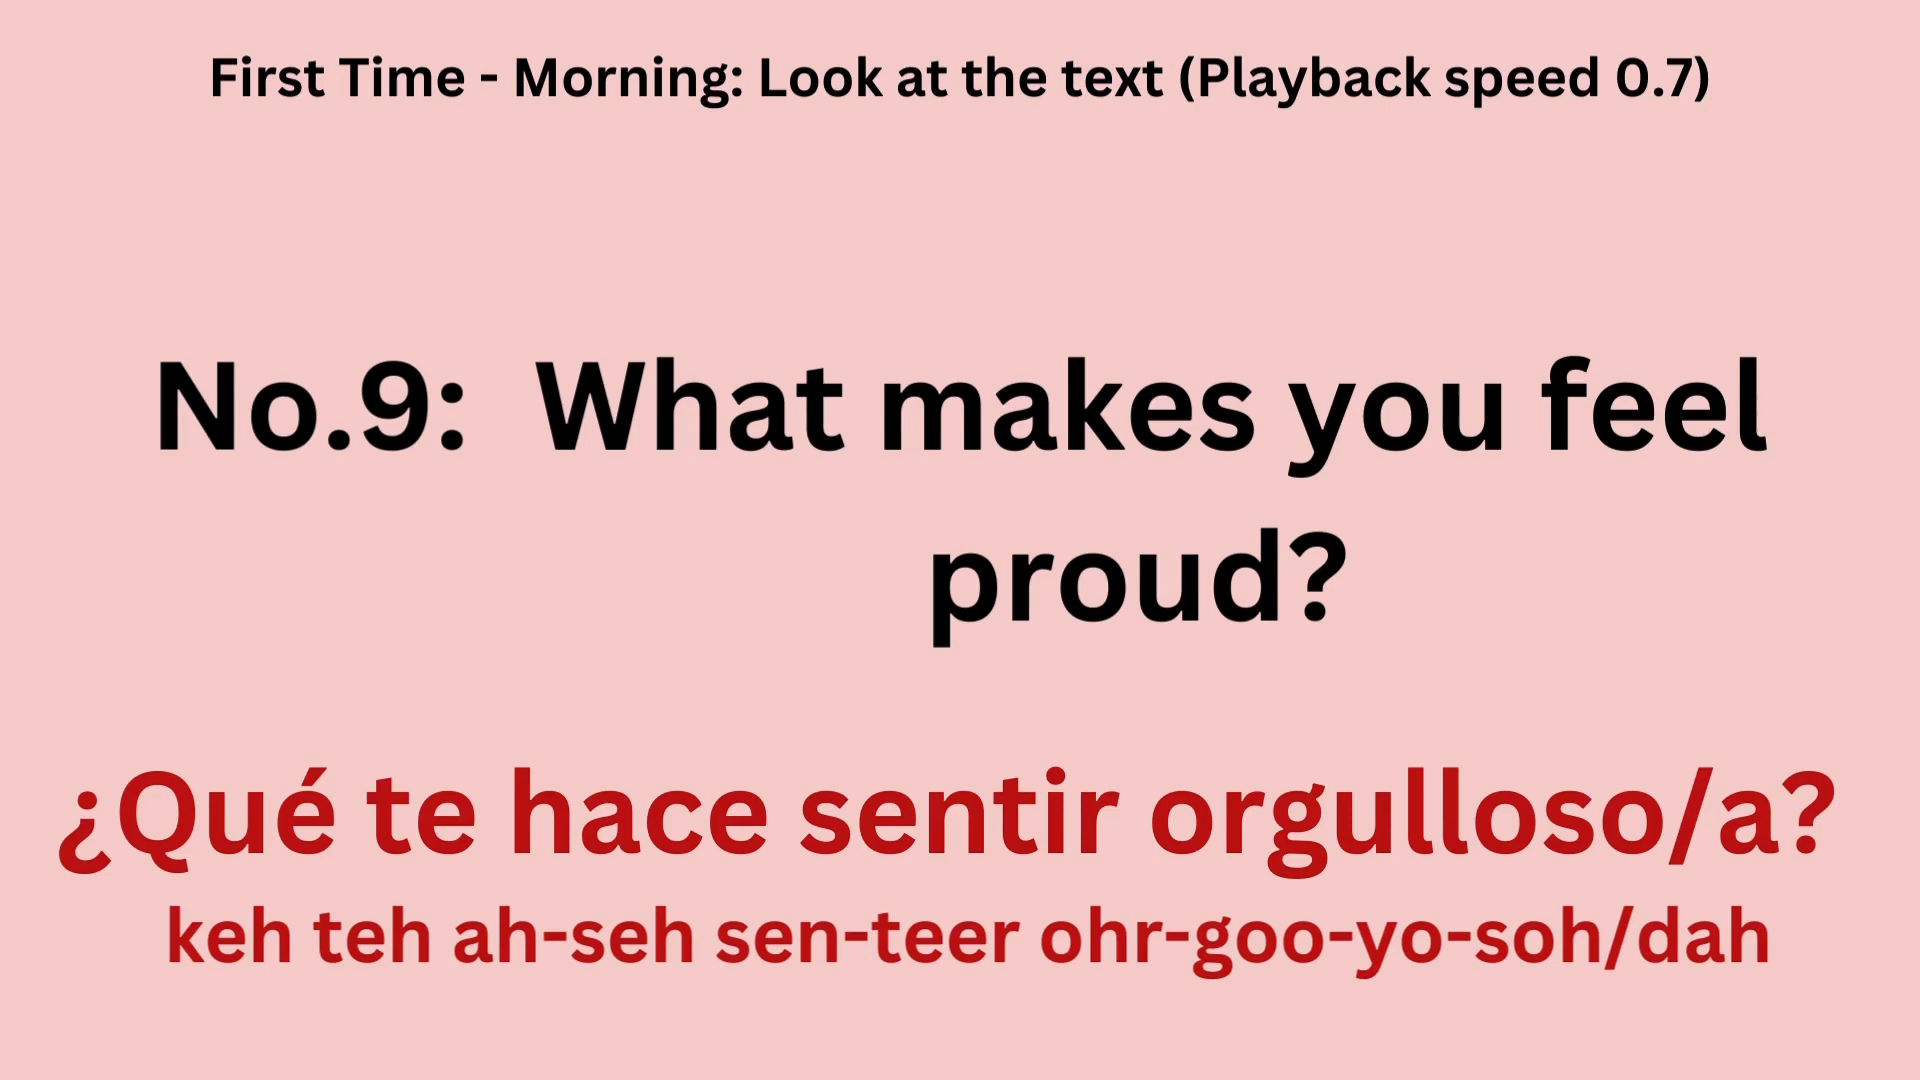 First Time - Morning: Look at the text (Playback speed 0.7)
No.9: What makes you feel
proud?
¿Qué te hace sentir orgulloso/a?
keh teh ah-seh sen-teer ohr-goo-yo-soh/dah